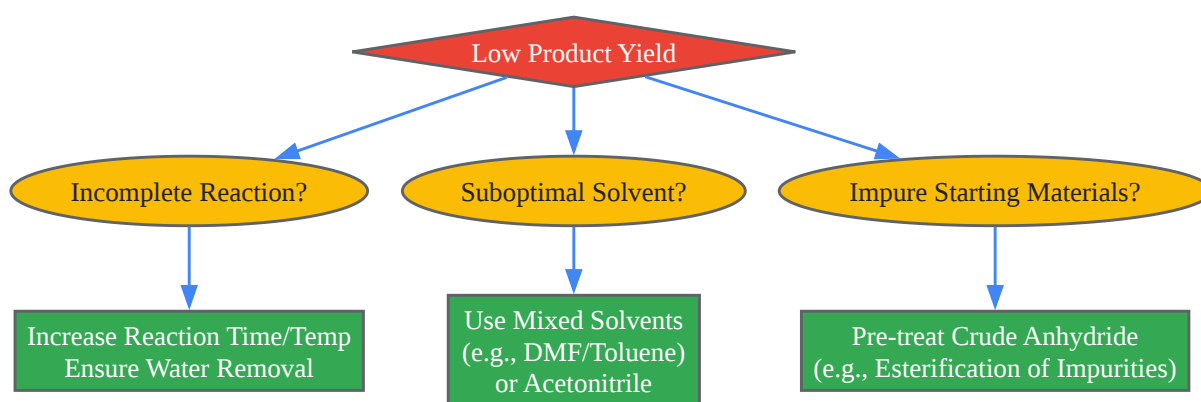 Low Product Yield
Incomplete Reaction?
Suboptimal Solvent?
Impure Starting Materials?
Increase Reaction Time/Temp
Ensure Water Removal
Use Mixed Solvents
(e.g., DMF/Toluene)
or Acetonitrile
Pre-treat Crude Anhydride
(e.g., Esterification of Impurities)